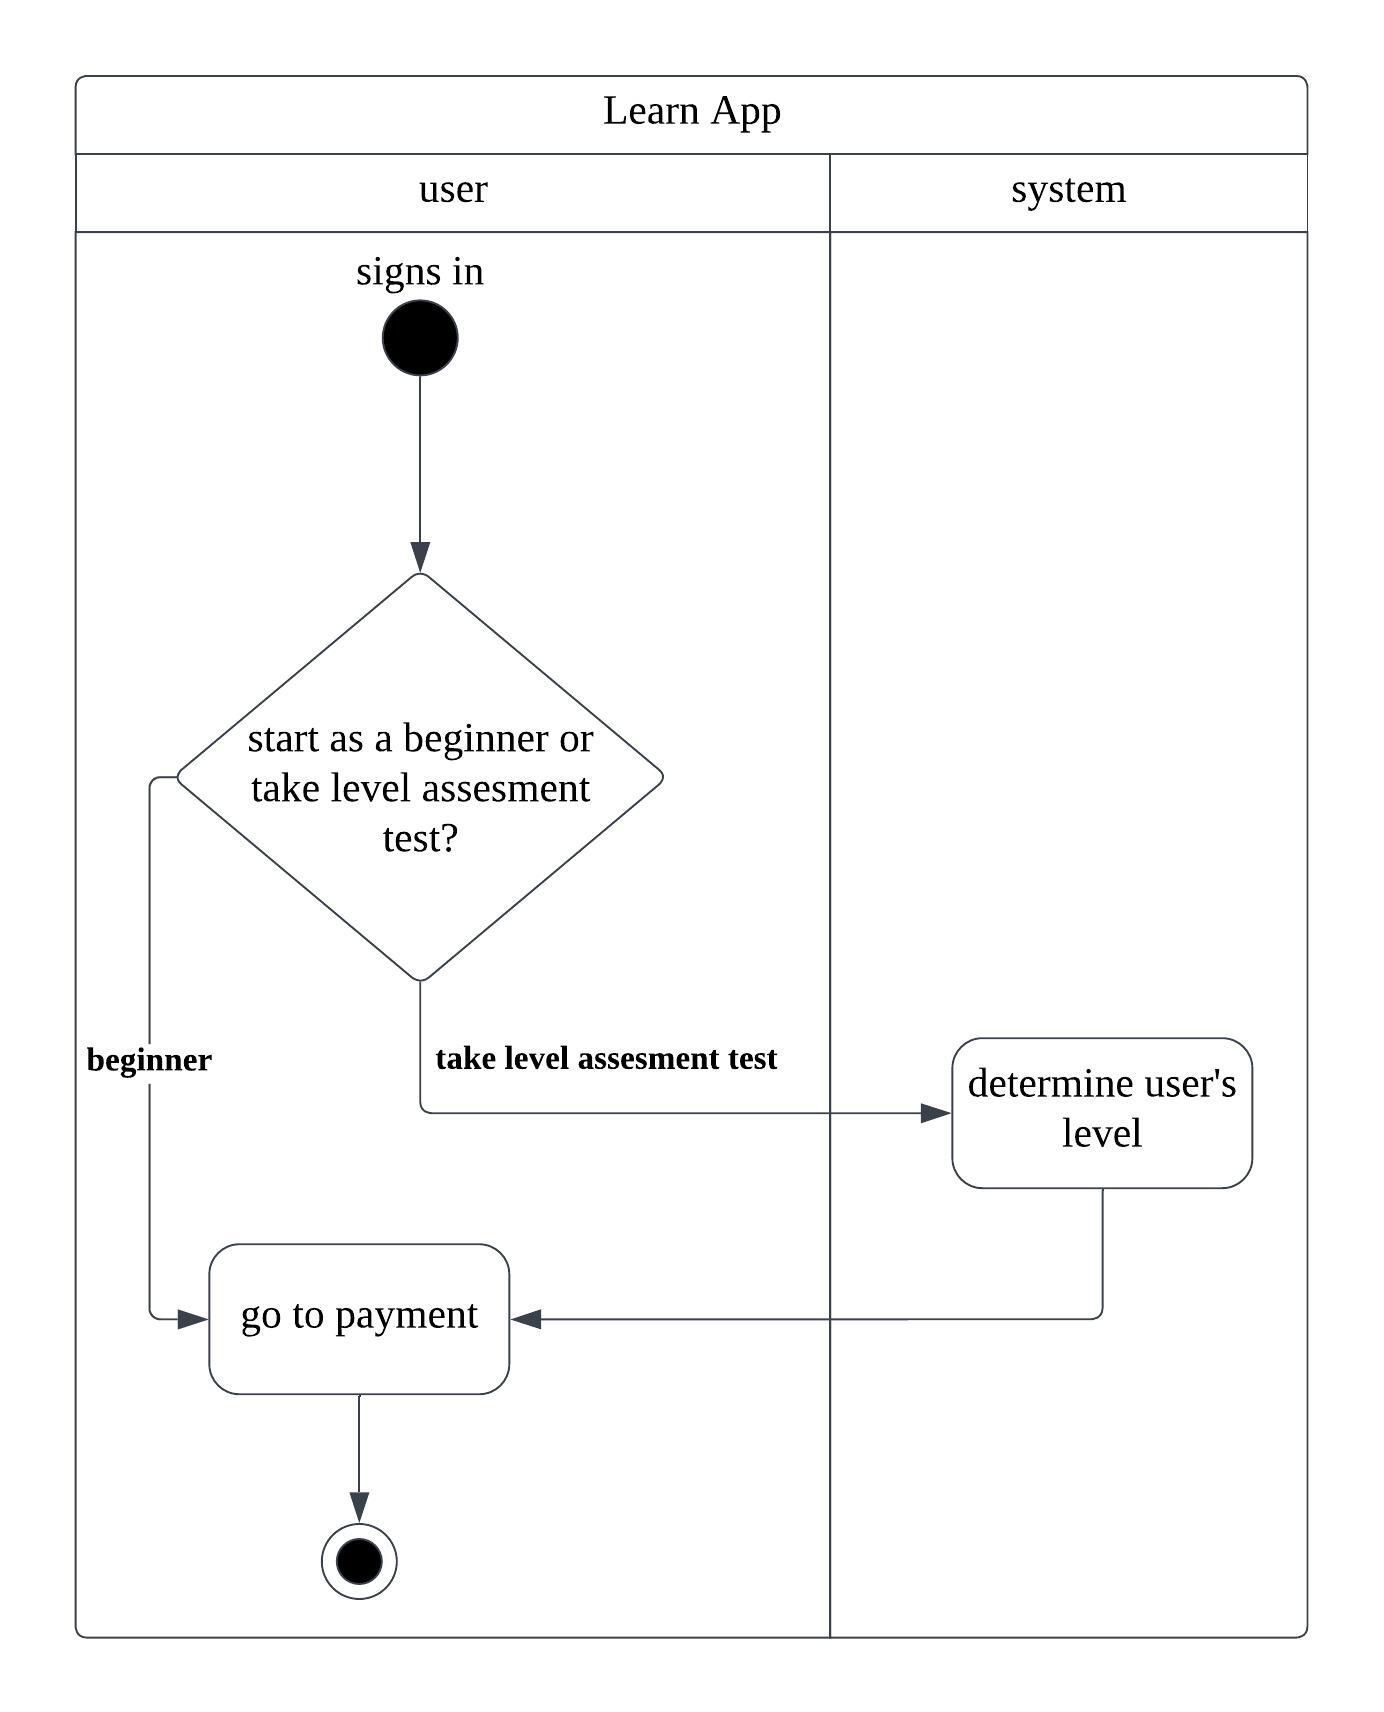 Learn App
user
system
signs in
start as a beginner or
take level assesment
test?
beginner
take level assesment test
determine user's
level
go to payment